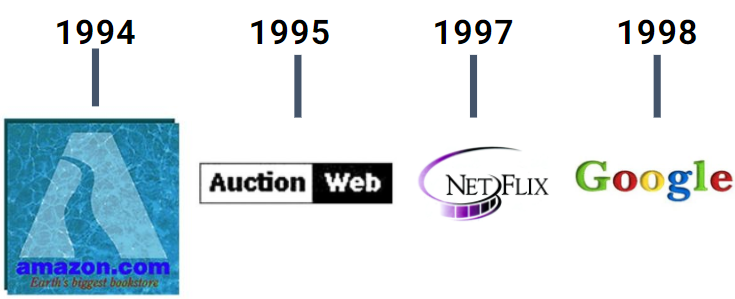 1994 1995 1997 1998
Auction Web NETFLIX Google
amazon.com
Earth's biggest bookstore